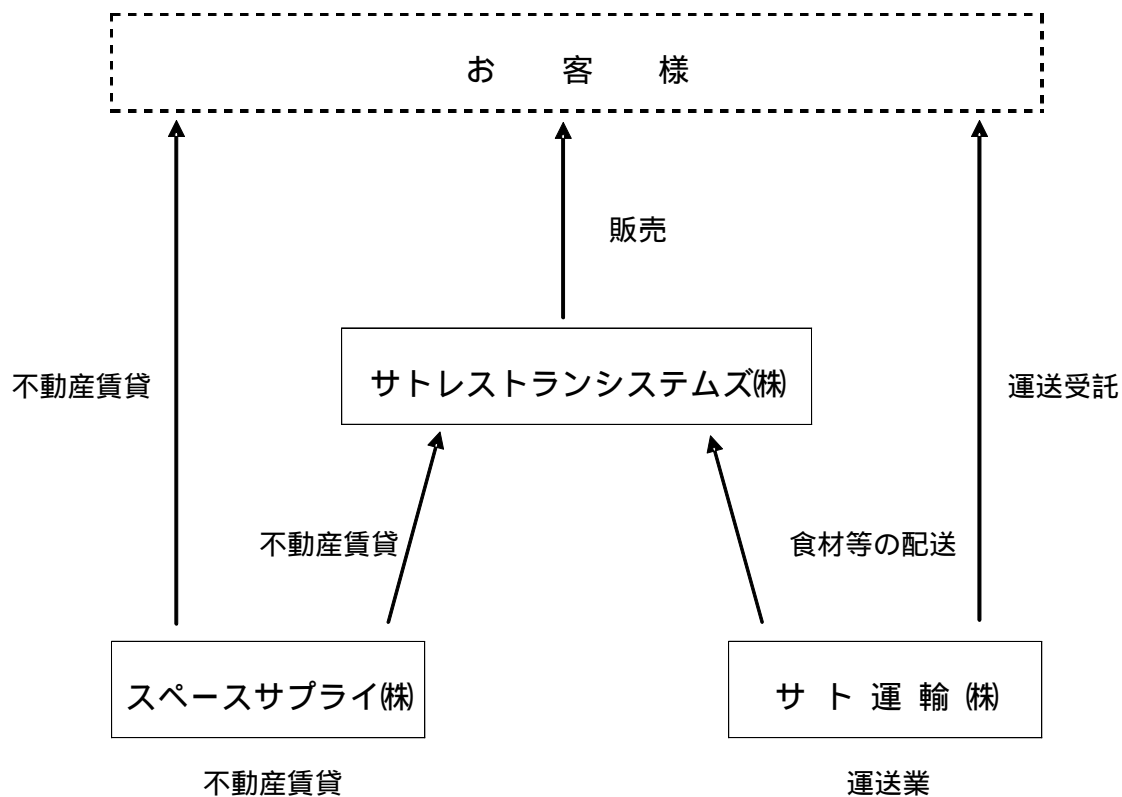 お客様
販売
サトレストランシステムズ㈱
不動産賃貸
運送受託
不動産賃貸
食材等の配送
スペースサプライ㈱
サト運輸㈱
不動産賃貸
運送業